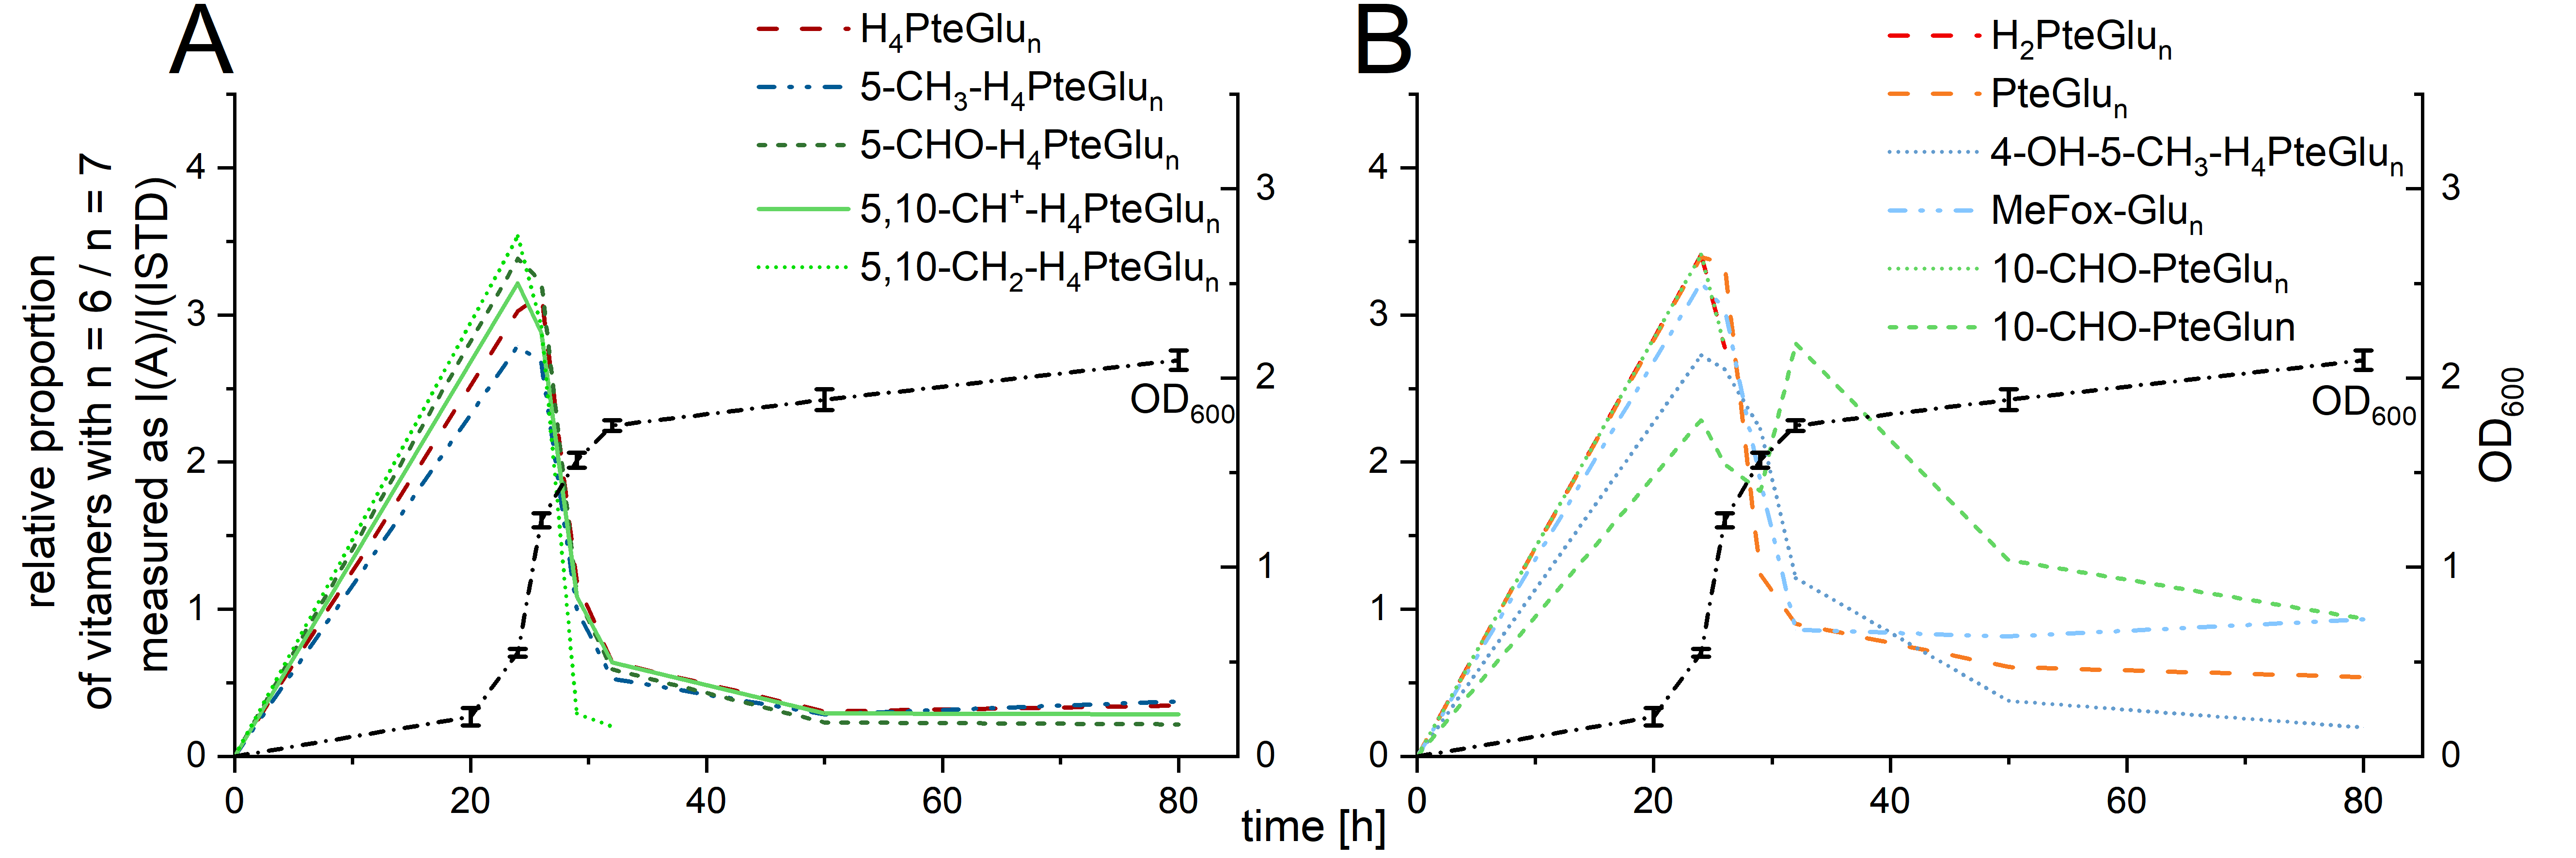 A
H₄PteGluₙ
5-CH₃-H₄PteGluₙ
5-CHO-H₄PteGluₙ
5,10-CH⁺-H₄PteGluₙ
5,10-CH₂-H₄PteGluₙ
relative proportion
of vitamers with n = 6 / n = 7
measured as I(A)/I(ISTD)
4
3
2
1
0
3
2
1
0
OD₆₀₀
0
20
40
60
80
time [h]
B
H₂PteGluₙ
PteGluₙ
4-OH-5-CH₃-H₄PteGluₙ
MeFox-Gluₙ
10-CHO-PteGluₙ
10-CHO-PteGlun
4
3
2
1
0
3
2
1
0
OD₆₀₀
OD₆₀₀
0
20
40
60
80